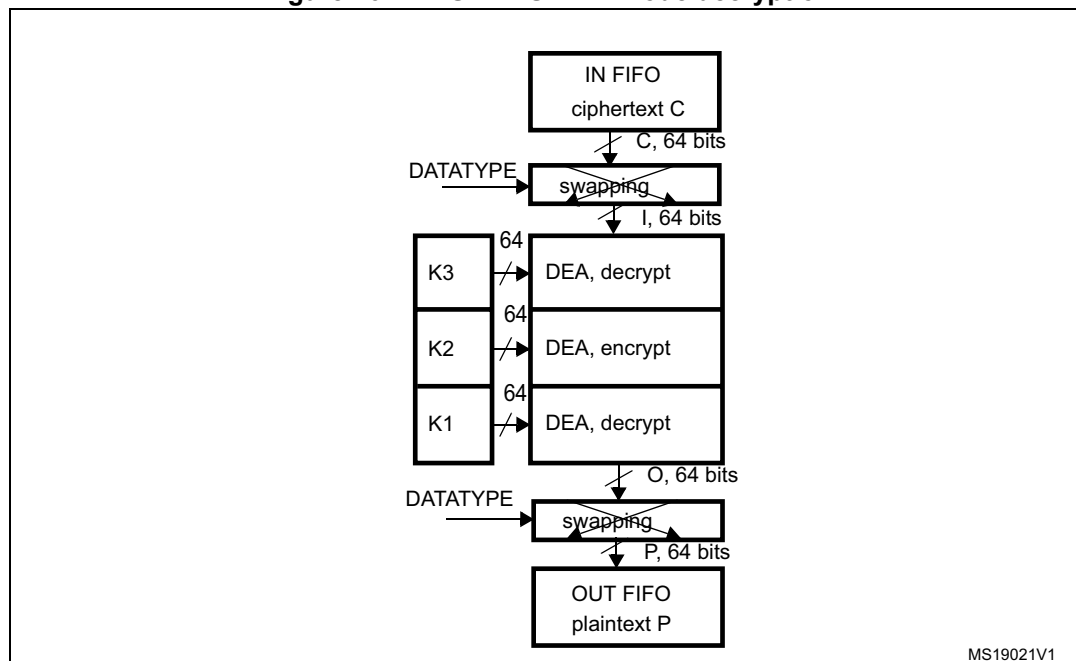 IN FIFO
ciphertext C
C, 64 bits
DATATYPE
swapping
I, 64 bits
64
K3
DEA, decrypt
64
K2
DEA, encrypt
64
K1
DEA, decrypt
O, 64 bits
DATATYPE
swapping
P, 64 bits
OUT FIFO
plaintext P
MS19021V1